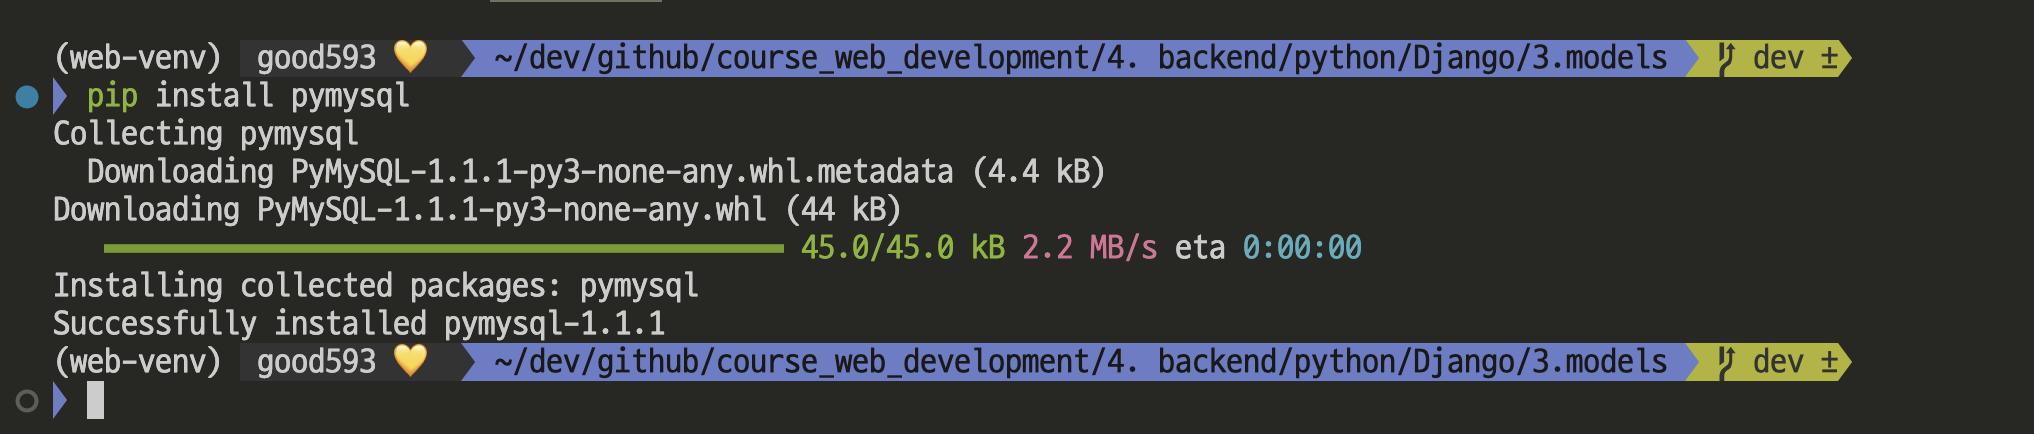 (web-venv) good593 💛 ~/dev/github/course_web_development/4. backend/python/Django/3.models dev ±
pip install pymysql
Collecting pymysql
  Downloading PyMySQL-1.1.1-py3-none-any.whl.metadata (4.4 kB)
Downloading PyMySQL-1.1.1-py3-none-any.whl (44 kB)
45.0/45.0 kB 2.2 MB/s eta 0:00:00
Installing collected packages: pymysql
Successfully installed pymysql-1.1.1
(web-venv) good593 💛 ~/dev/github/course_web_development/4. backend/python/Django/3.models dev ±